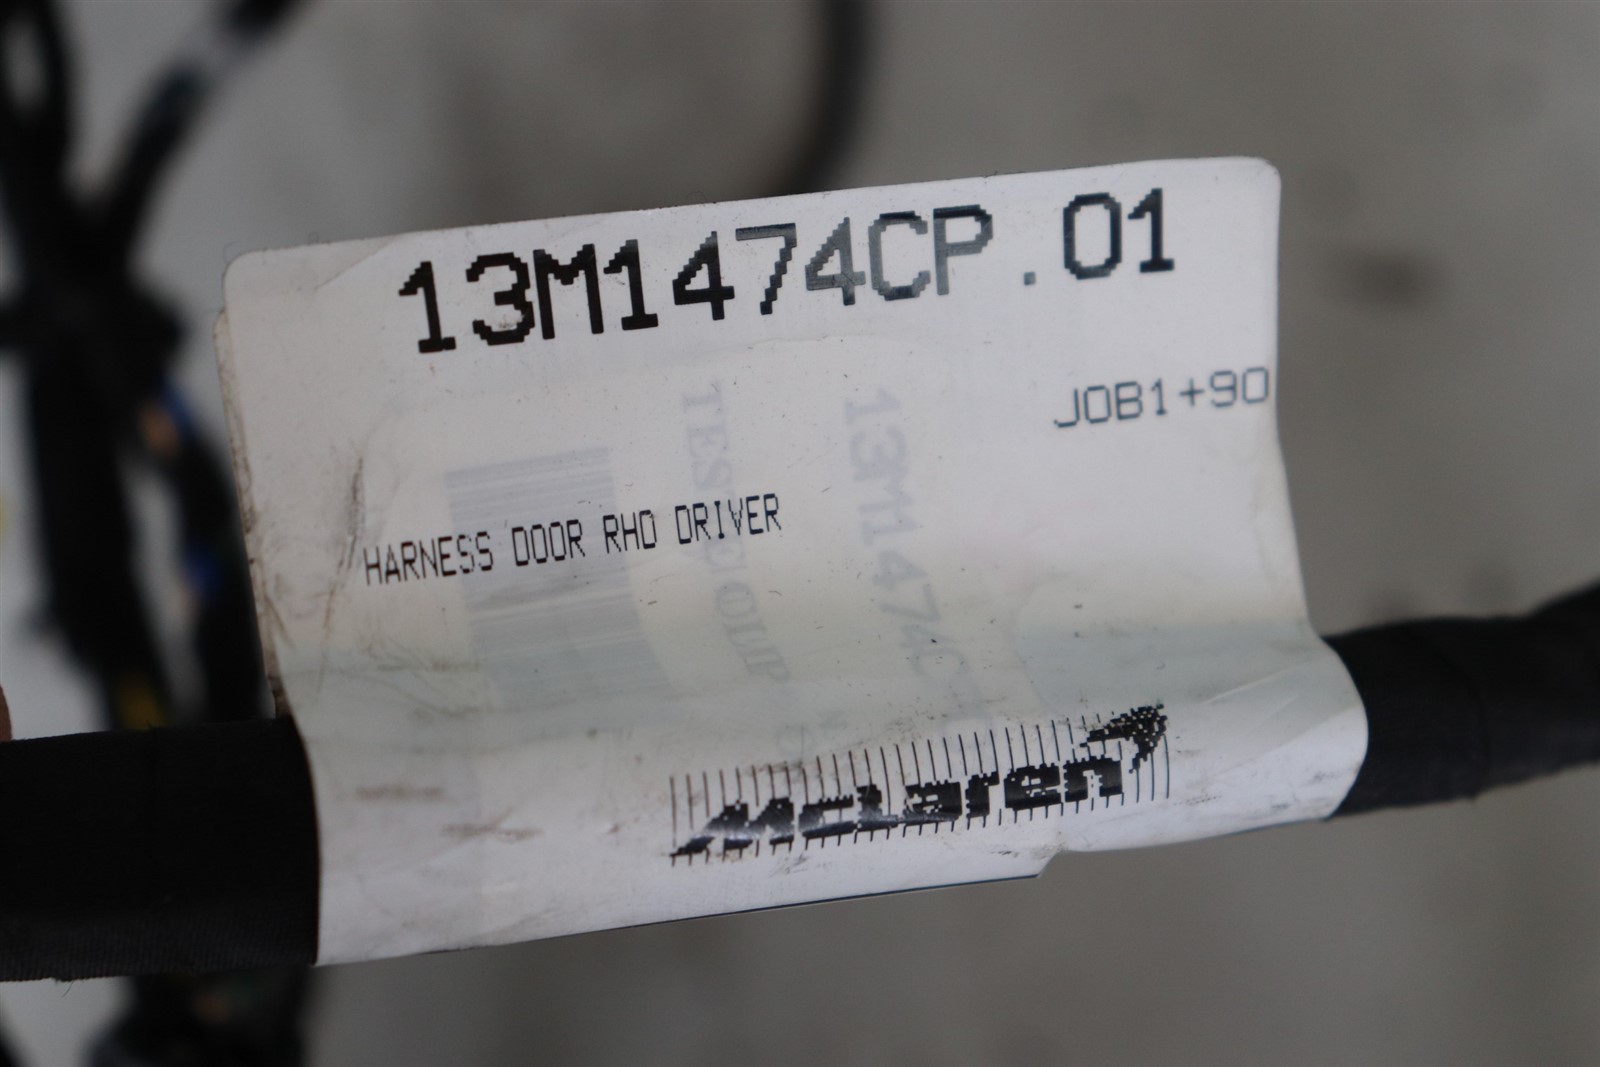 13M1474CP.01
JOB1+90
HARNESS DOOR RHD DRIVER
McLaren